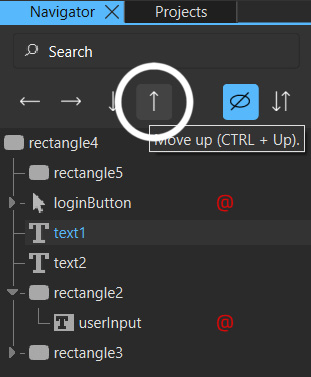 Navigator Projects
Search
Move up (CTRL + Up).
rectangle4
rectangle5
loginButton @
text1
text2
rectangle2
userInput @
rectangle3